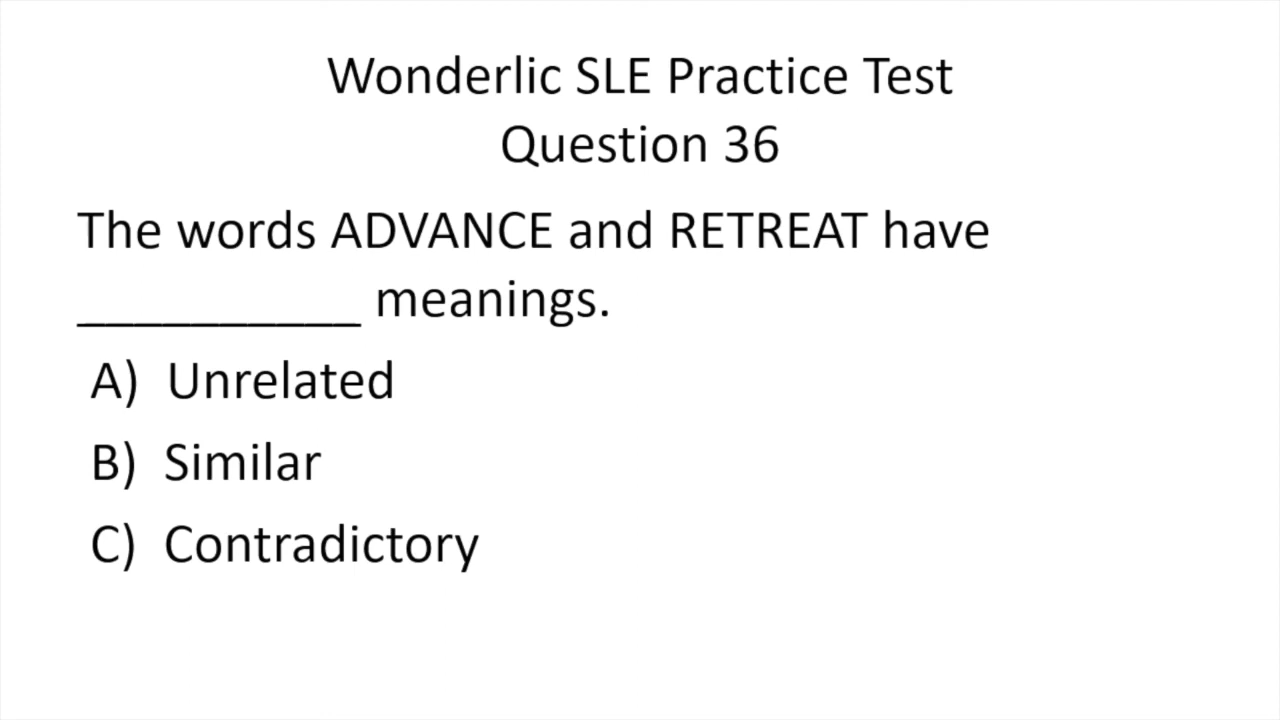 Wonderlic SLE Practice Test
Question 36
The words ADVANCE and RETREAT have
___________ meanings.
A) Unrelated
B) Similar
C) Contradictory